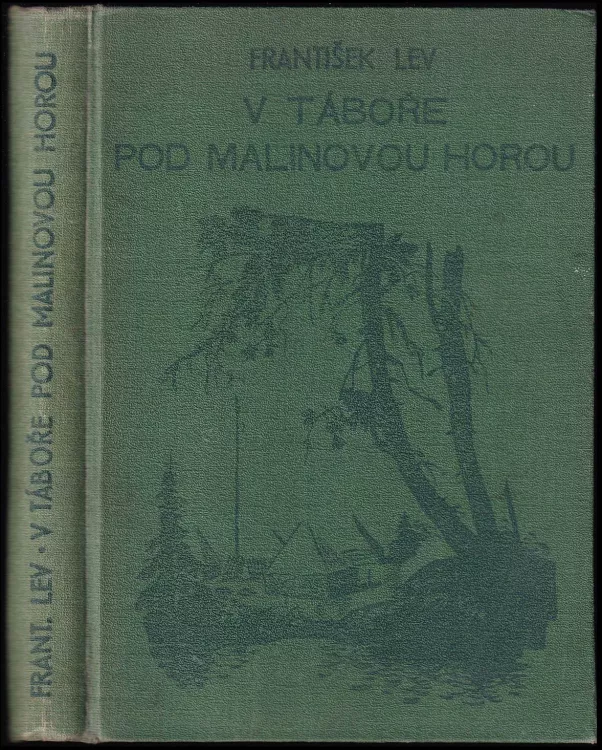 FRANT. LEV • V TÁBOŘE POD MALINOVOU HOROU
FRANTIŠEK LEV
V TÁBOŘE
POD MALINOVOU HOROU